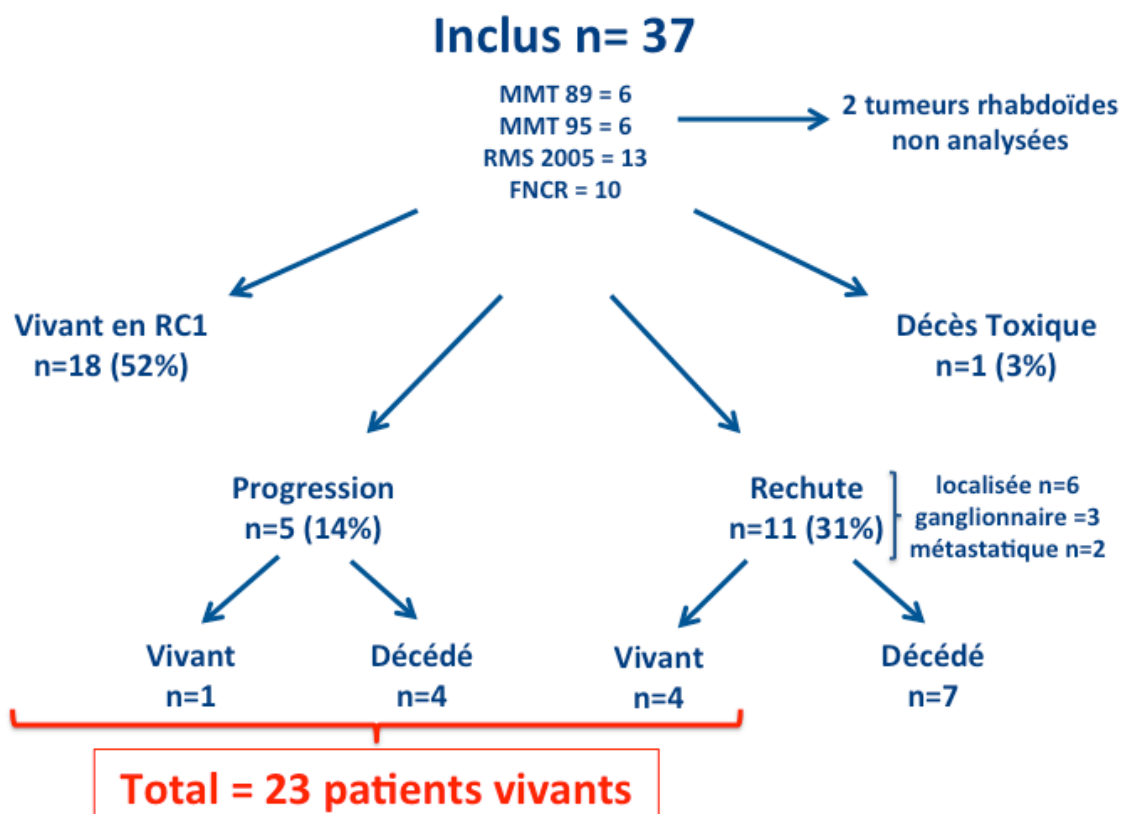 Inclus n= 37
MMT 89 = 6
MMT 95 = 6
RMS 2005 = 13
FNCR = 10
2 tumeurs rhabdoïdes
non analysées
Vivant en RC1
n=18 (52%)
Décès Toxique
n=1 (3%)
Progression
n=5 (14%)
Rechute
n=11 (31%)
localisée n=6
ganglionnaire =3
métastatique n=2
Vivant
n=1
Décédé
n=4
Vivant
n=4
Décédé
n=7
Total = 23 patients vivants